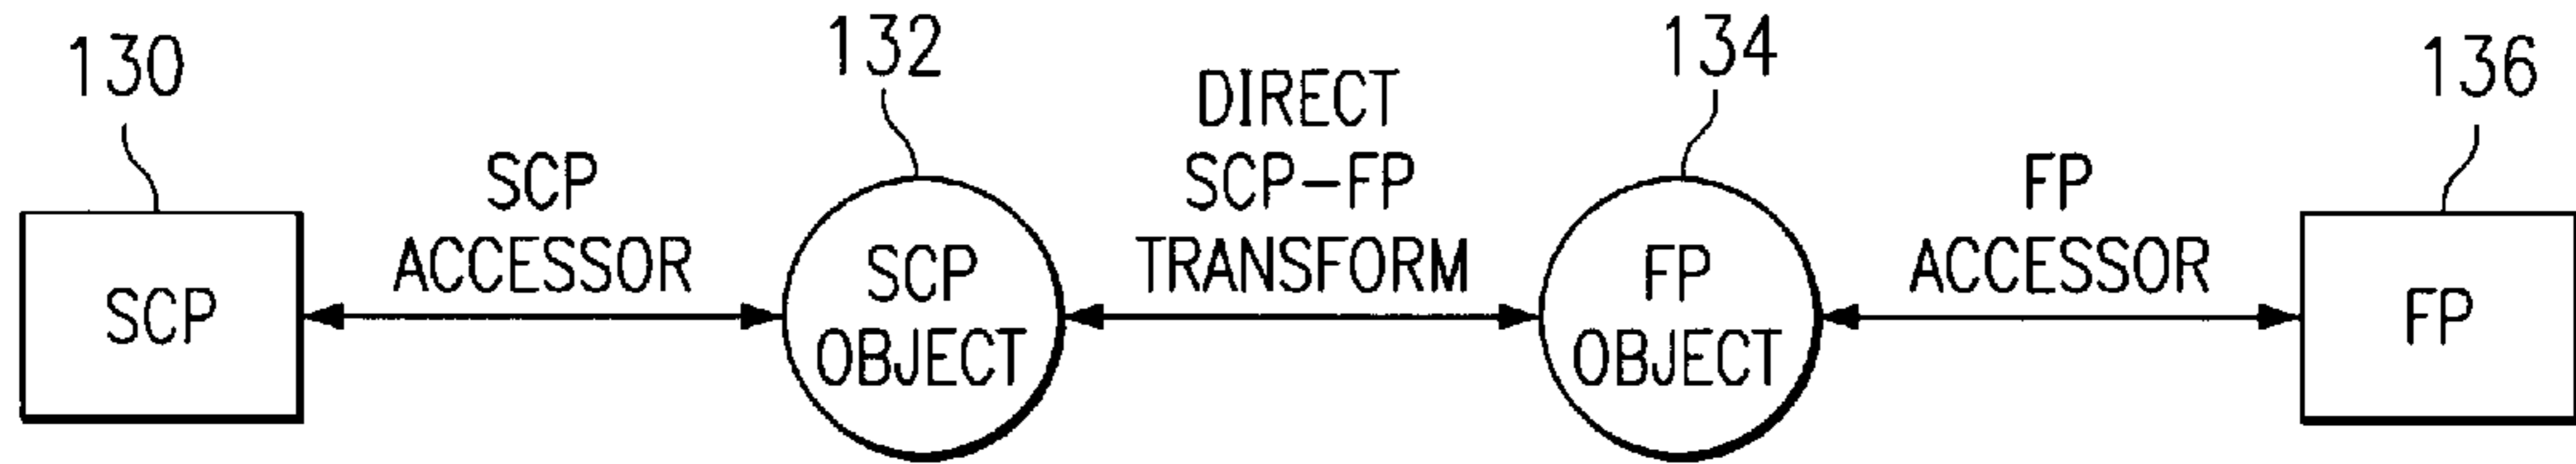 130
SCP
SCP
ACCESSOR
132
SCP
OBJECT
DIRECT
SCP-FP
TRANSFORM
134
FP
OBJECT
FP
ACCESSOR
136
FP